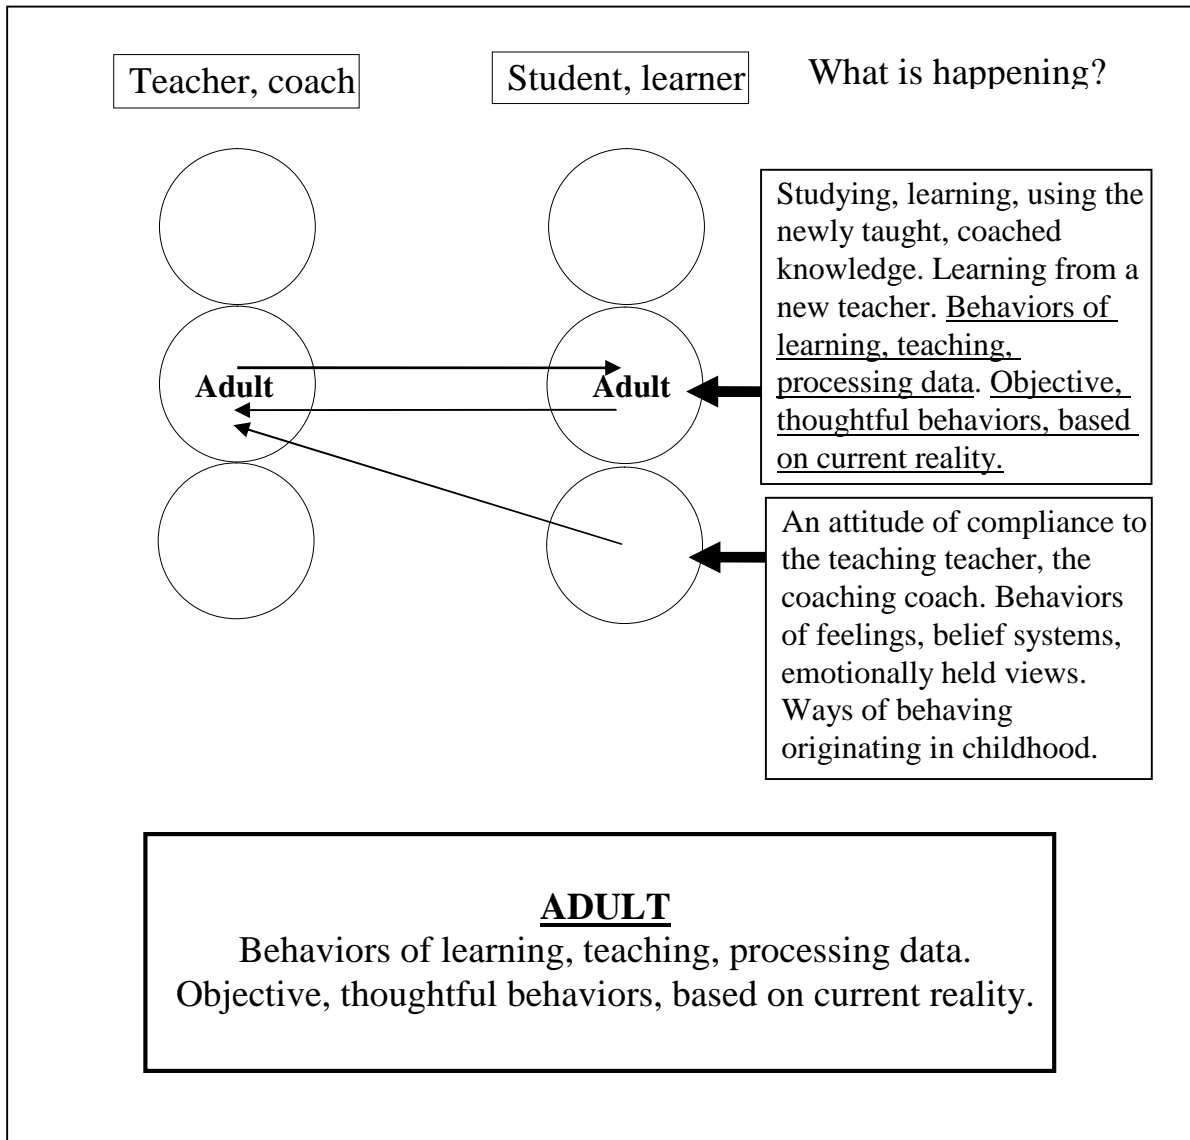 Teacher, coach
Student, learner
What is happening?
Studying, learning, using the
newly taught, coached
knowledge. Learning from a
new teacher. Behaviors of
learning, teaching,
processing data. Objective,
thoughtful behaviors, based
on current reality.
Adult
Adult
An attitude of compliance to
the teaching teacher, the
coaching coach. Behaviors
of feelings, belief systems,
emotionally held views.
Ways of behaving
originating in childhood.
ADULT
Behaviors of learning, teaching, processing data.
Objective, thoughtful behaviors, based on current reality.